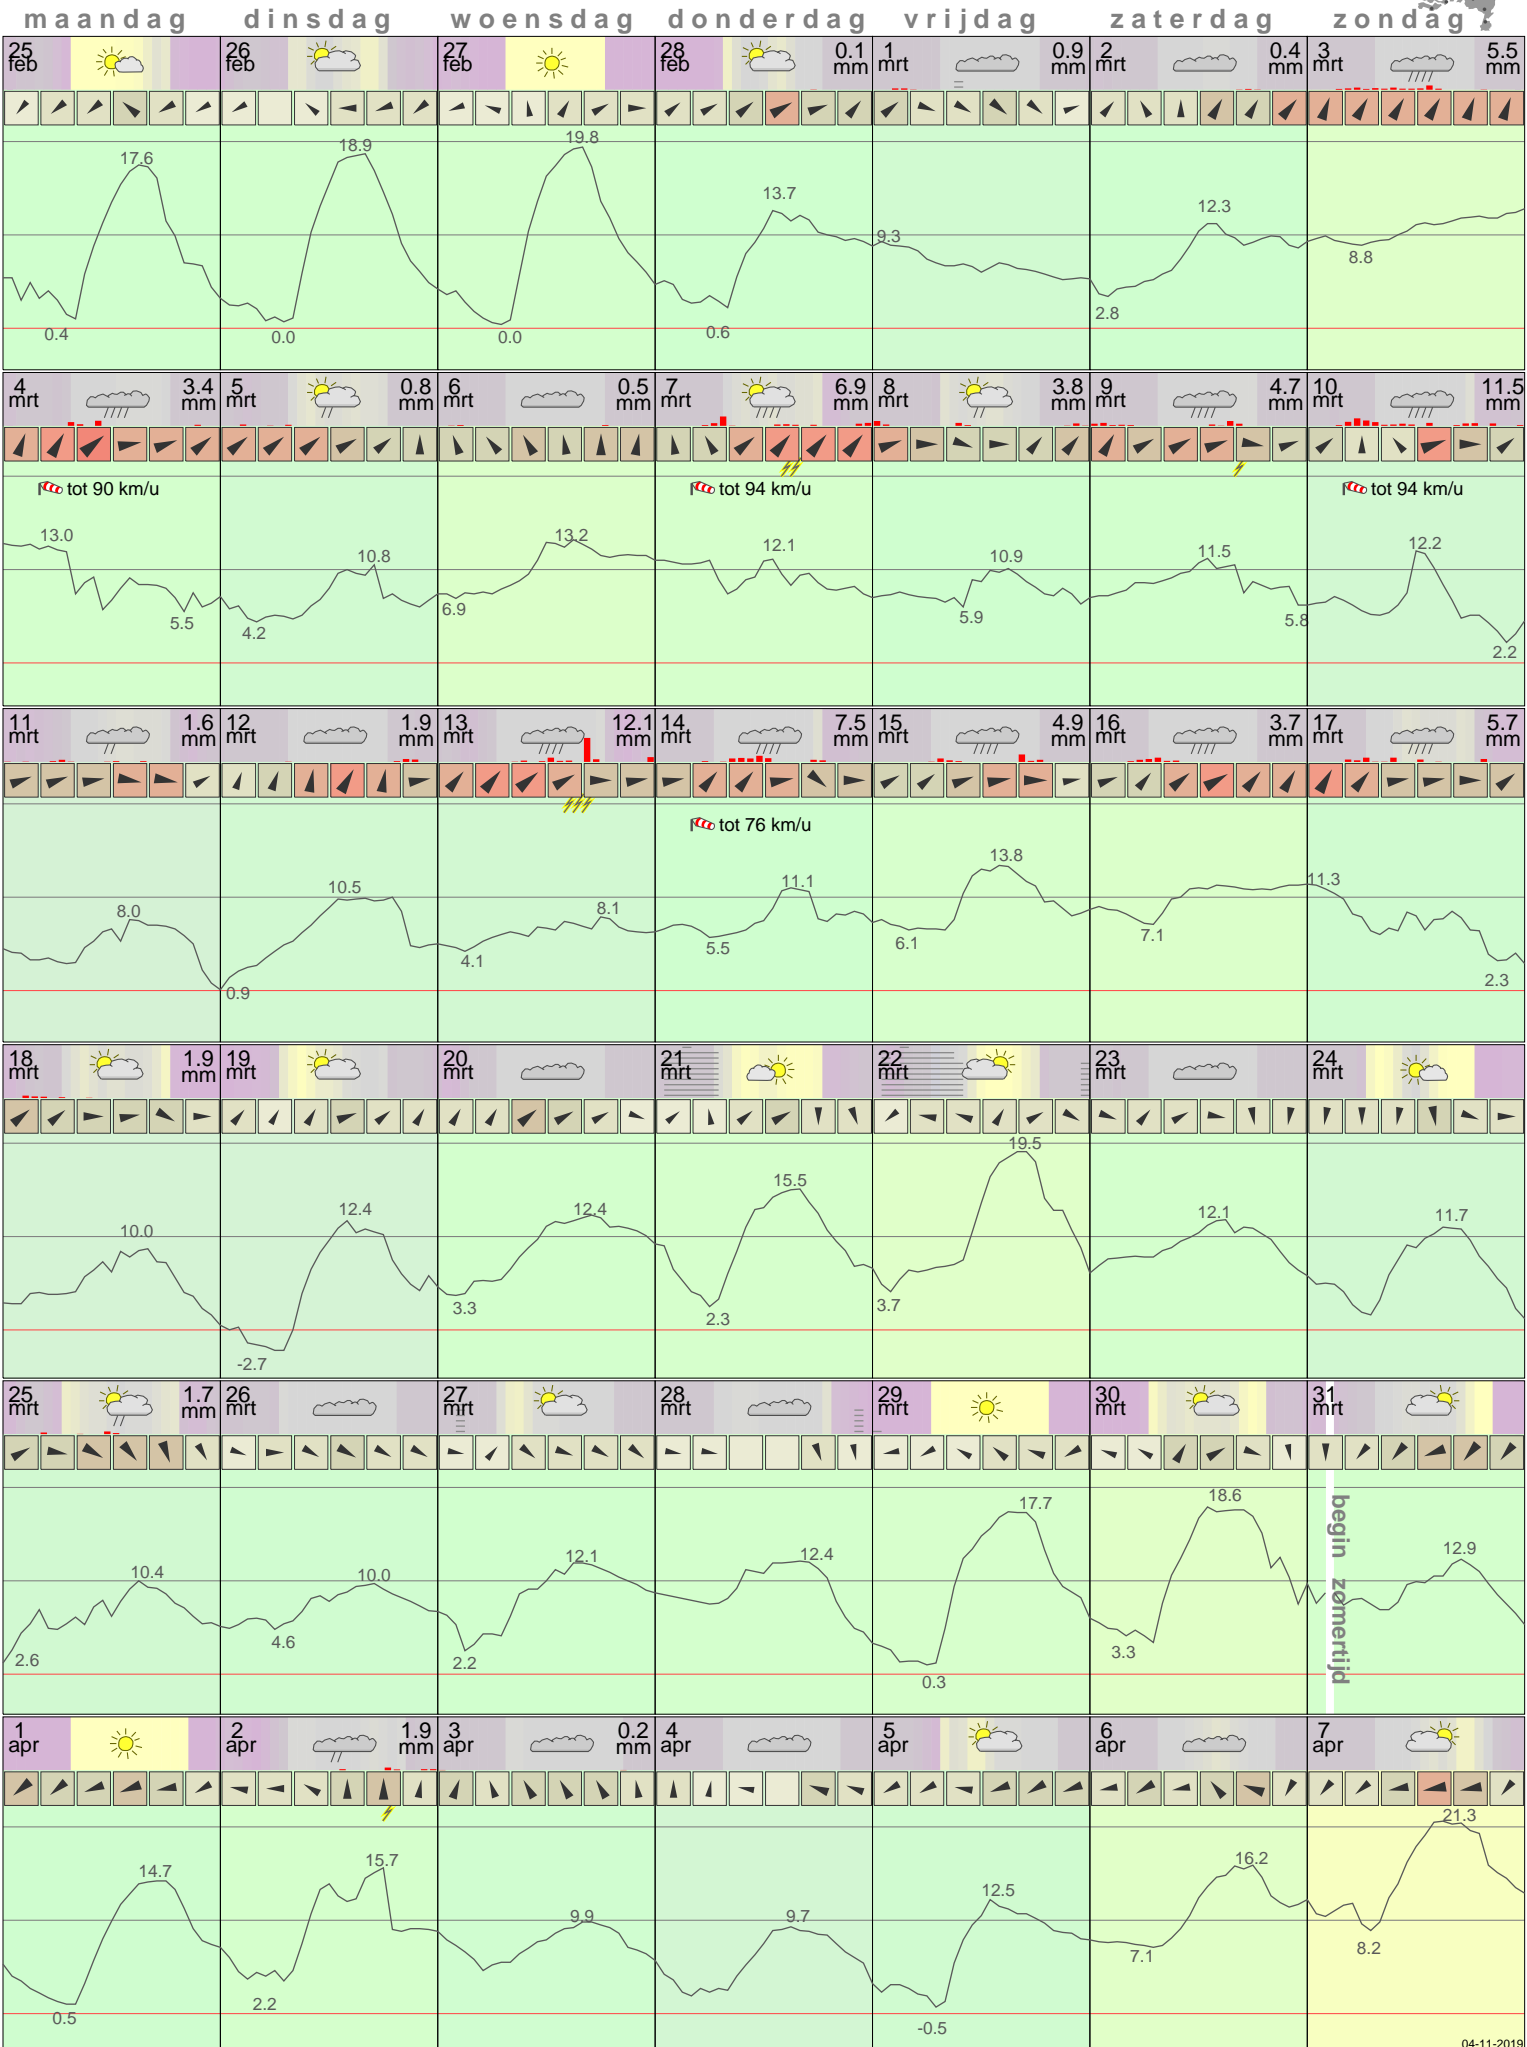 maandag dinsdag woensdag donderdag vrijdag zaterdag zondag
25 26 27 28 0.1 1 0.9 2 0.4 3 5.5
feb feb feb feb mm mrt mm mrt mm mrt mm
17.6 18.9 19.8 13.7 9.3 12.3 8.8
0.4 0.0 0.0 0.6 2.8
4 3.4 5 0.8 6 0.5 7 6.9 8 3.8 9 4.7 10 11.5
mrt mm mrt mm mrt mm mrt mm mrt mm mrt mm mrt mm
tot 90 km/u tot 94 km/u tot 94 km/u
13.0 10.8 13.2 12.1 10.9 11.5 12.2
5.5 4.2 6.9 5.9 5.8 2.2
11 1.6 12 1.9 13 12.1 14 7.5 15 4.9 16 3.7 17 5.7
mrt mm mrt mm mrt mm mrt mm mrt mm mrt mm mrt mm
tot 76 km/u
8.0 10.5 8.1 11.1 13.8 11.3
0.9 4.1 5.5 6.1 7.1 2.3
18 1.9 19 20 21 22 23 24
mrt mm mrt mrt mrt mrt mrt mrt
10.0 12.4 12.4 15.5 19.5 12.1 11.7
-2.7 3.3 2.3 3.7
25 1.7 26 27 28 29 30 31
mrt mm mrt mrt mrt mrt mrt mrt
10.4 10.0 12.1 12.4 17.7 18.6 12.9
2.6 4.6 2.2 0.3 3.3
begin zomertijd
1 2 1.9 3 0.2 4 5 6 7
apr apr mm apr mm apr apr apr apr
14.7 15.7 9.9 9.7 12.5 16.2 21.3
0.5 2.2 -0.5 7.1 8.2
04-11-2019